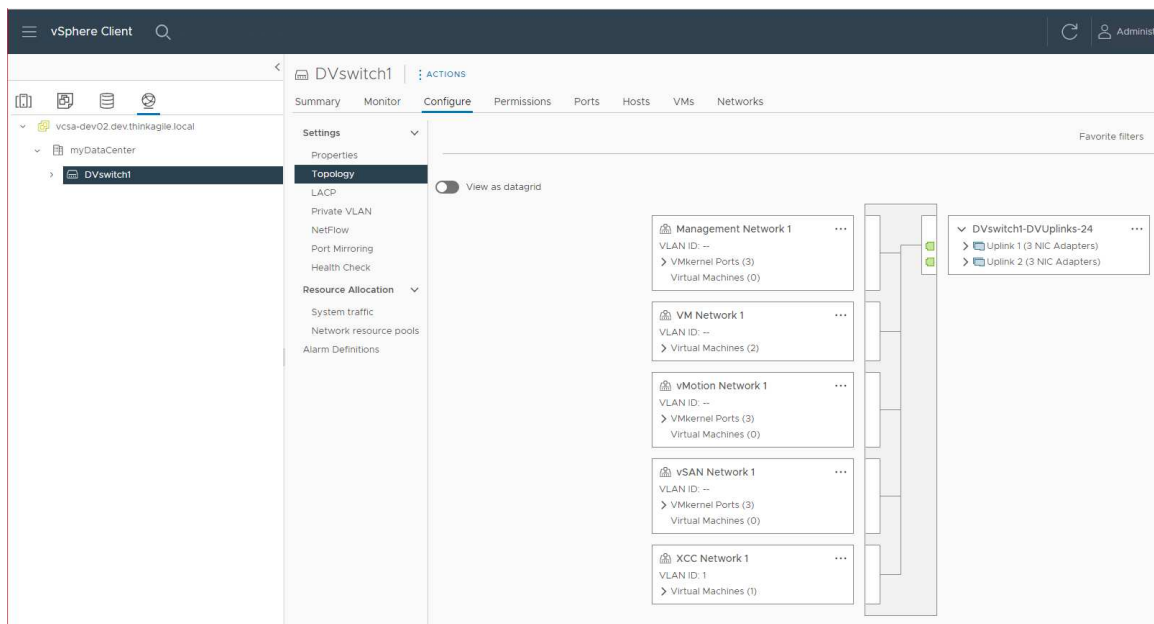 vSphere Client
Adminis
DVswitch1
ACTIONS
Summary Monitor Configure Permissions Ports Hosts VMs Networks
vcsa-dev02.dev.thinkagile.local
myDataCenter
DVswitch1
Settings
Properties
Topology
LACP
Private VLAN
NetFlow
Port Mirroring
Health Check
Resource Allocation
System traffic
Network resource pools
Alarm Definitions
Favorite filters
View as datagrid
Management Network 1 ...
VLAN ID: --
VMkernel Ports (3)
Virtual Machines (0)
VM Network 1 ...
VLAN ID: --
Virtual Machines (2)
vMotion Network 1 ...
VLAN ID: --
VMkernel Ports (3)
Virtual Machines (0)
vSAN Network 1 ...
VLAN ID: --
VMkernel Ports (3)
Virtual Machines (0)
XCC Network 1 ...
VLAN ID: 1
Virtual Machines (1)
DVswitch1-DVUplinks-24 ...
Uplink 1 (3 NIC Adapters)
Uplink 2 (3 NIC Adapters)